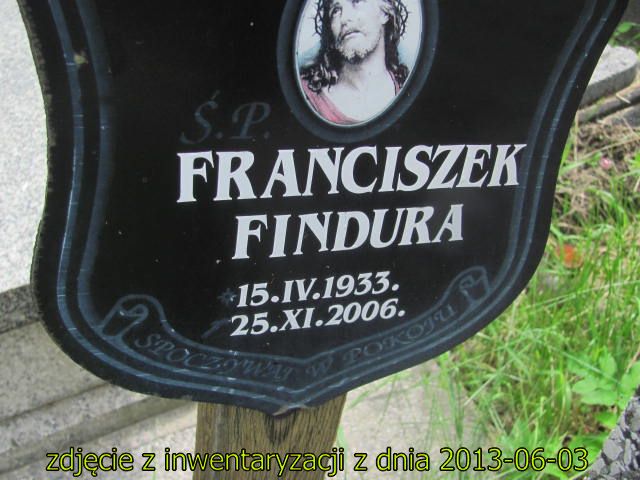 Ś.P.
FRANCISZEK
FINDURA
*15.IV.1933.
†25.XI.2006.
SPOCZYWAJ W POKOJU
zdjęcie z inwentaryzacji z dnia 2013-06-03